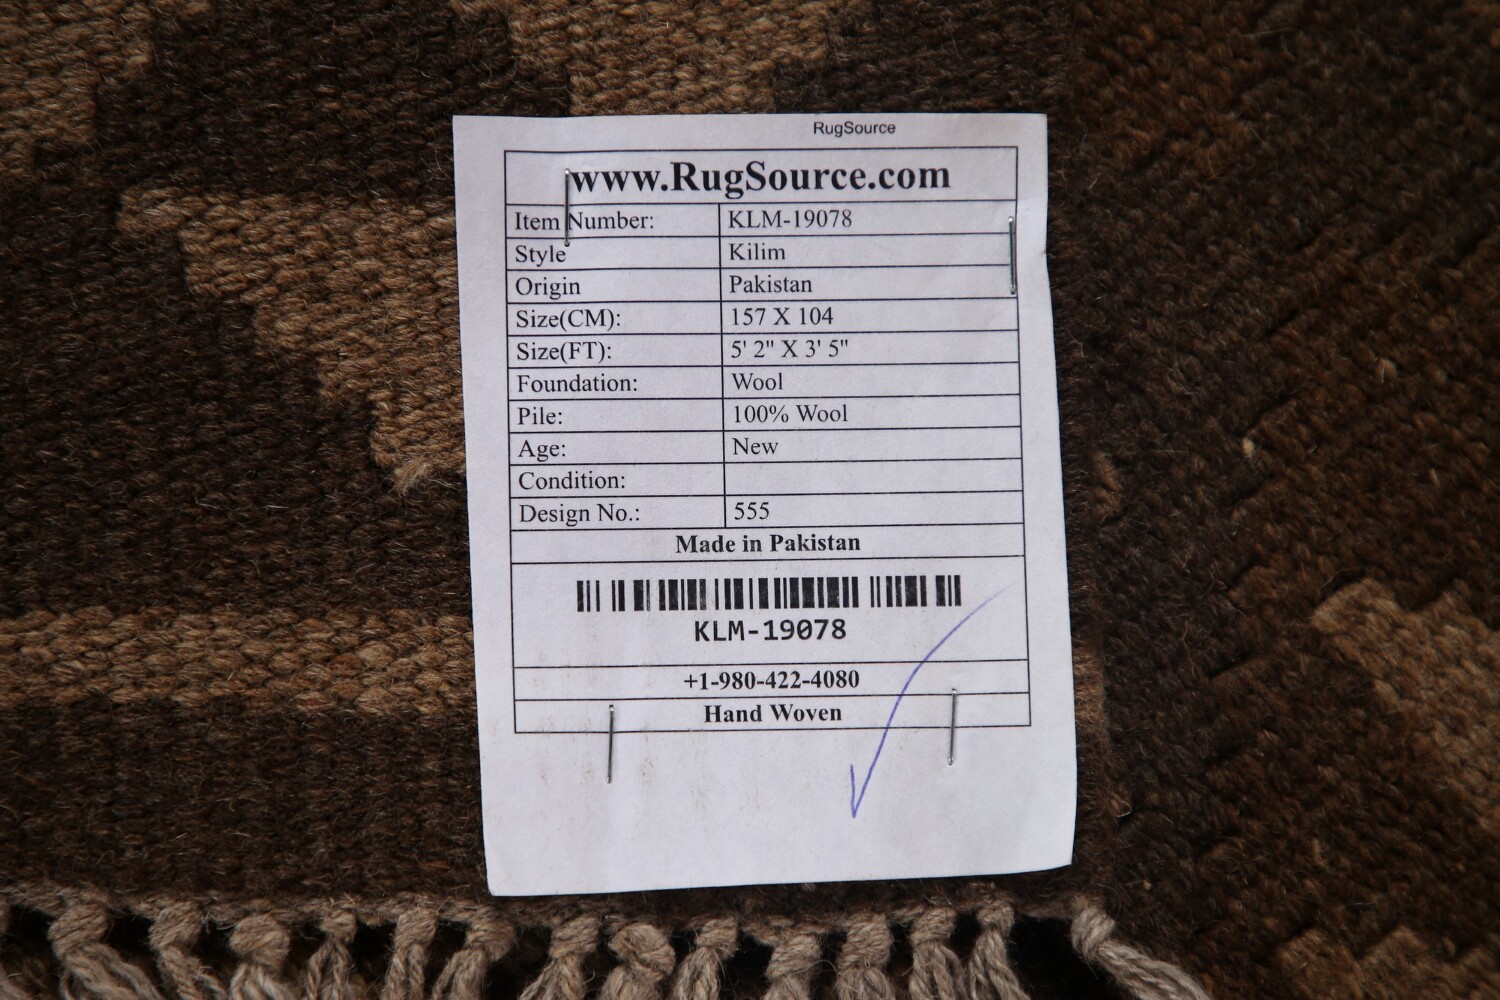 RugSource
www.RugSource.com
Item Number: KLM-19078
Style Kilim
Origin Pakistan
Size(CM): 157 X 104
Size(FT): 5' 2" X 3' 5"
Foundation: Wool
Pile: 100% Wool
Age: New
Condition:
Design No.: 555
Made in Pakistan
KLM-19078
+1-980-422-4080
Hand Woven